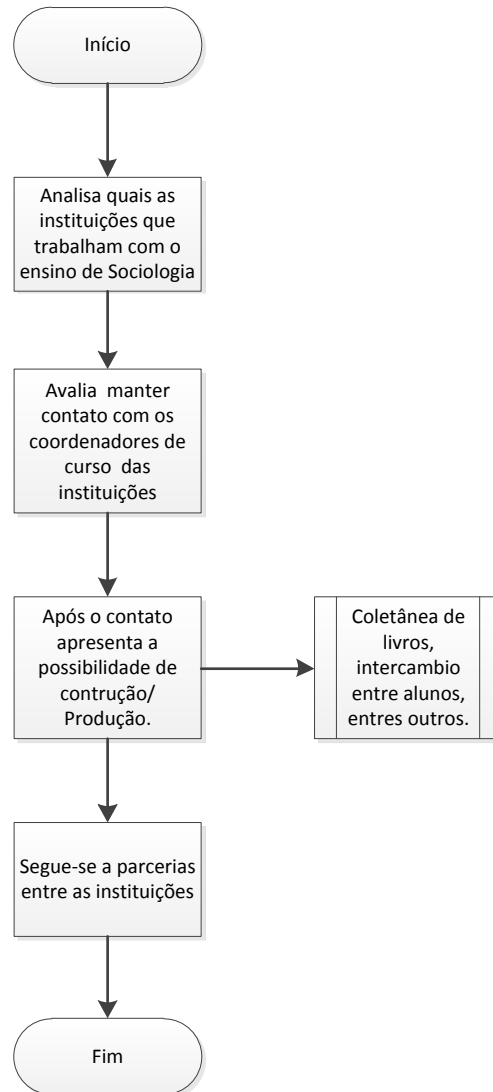 Início
Analisa quais as
instituições que
trabalham com o
ensino de Sociologia
Avalia manter
contato com os
coordenadores de
curso das
instituições
Após o contato
apresenta a
possibilidade de
contrução/
Produção.
Coletânea de
livros,
intercambio
entre alunos,
entres outros.
Segue-se a parcerias
entre as instituições
Fim